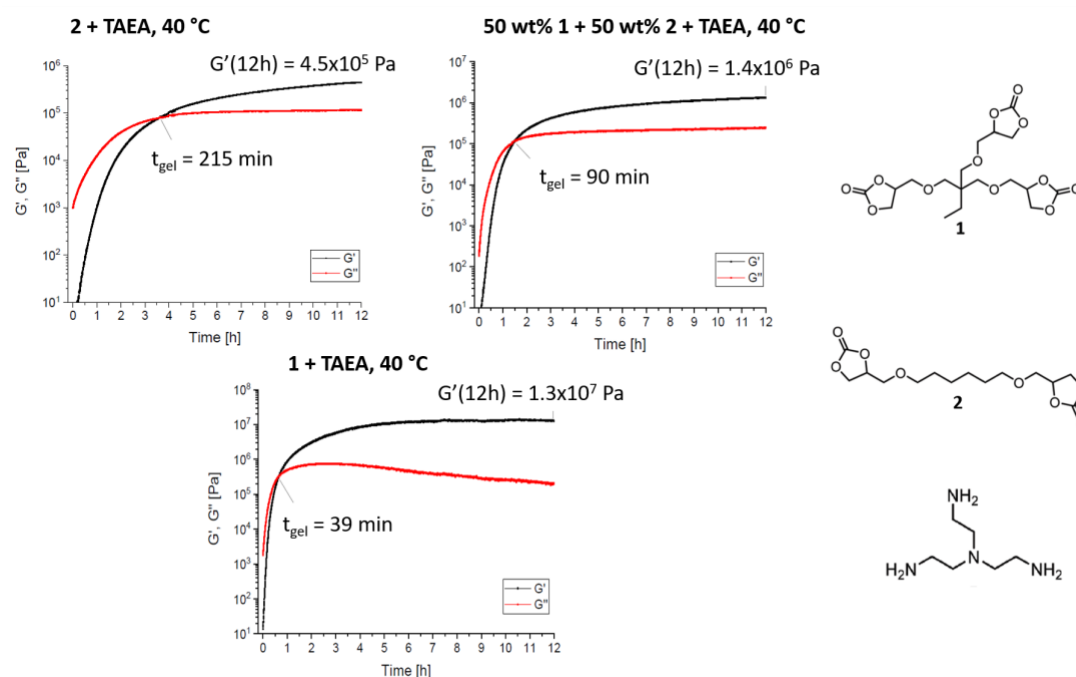 2 + TAEA, 40 °C
G'(12h) = 4.5x10⁵ Pa
10⁶
10⁵
10⁴
10³
10²
10¹
G', G'' [Pa]
t_gel = 215 min
G'
G''
0 1 2 3 4 5 6 7 8 9 10 11 12
Time [h]
50 wt% 1 + 50 wt% 2 + TAEA, 40 °C
G'(12h) = 1.4x10⁶ Pa
10⁷
10⁶
10⁵
10⁴
10³
10²
10¹
G', G'' [Pa]
t_gel = 90 min
G'
G''
0 1 2 3 4 5 6 7 8 9 10 11 12
Time [h]
1 + TAEA, 40 °C
G'(12h) = 1.3x10⁷ Pa
10⁸
10⁷
10⁶
10⁵
10⁴
10³
10²
10¹
G', G'' [Pa]
t_gel = 39 min
G'
G''
0 1 2 3 4 5 6 7 8 9 10 11 12
Time [h]
O
O O
O
O O
O
O
O
O
O
O
1
O
O
O
O
O
O
2
NH₂
N
H₂N
NH₂